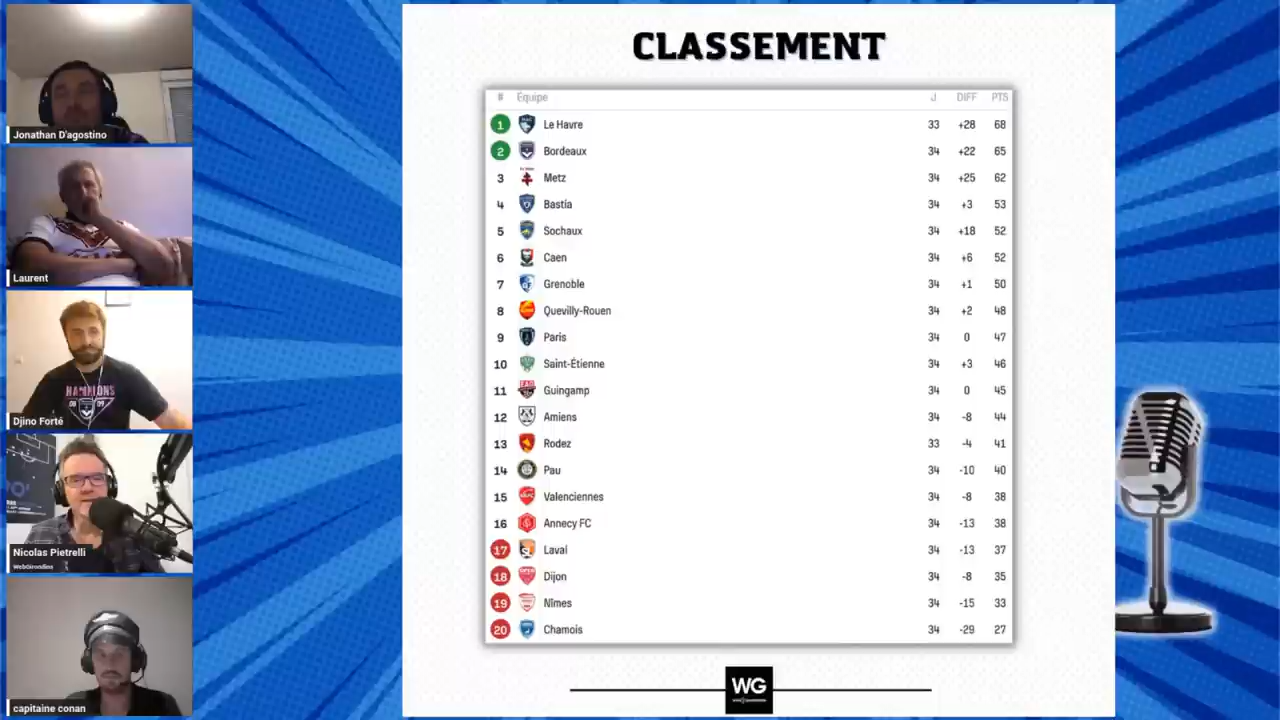 Jonathan D'agostino
Laurent
Djino Forté
Nicolas Pietrelli
WebGirondins
capitaine conan
CLASSEMENT
# Équipe J DIFF PTS
1 Le Havre 33 +28 68
2 Bordeaux 34 +22 65
3 Metz 34 +25 62
4 Bastia 34 +3 53
5 Sochaux 34 +18 52
6 Caen 34 +6 52
7 Grenoble 34 +1 50
8 Quevilly-Rouen 34 +2 48
9 Paris 34 0 47
10 Saint-Étienne 34 +3 46
11 Guingamp 34 0 45
12 Amiens 34 -8 44
13 Rodez 33 -4 41
14 Pau 34 -10 40
15 Valenciennes 34 -8 38
16 Annecy FC 34 -13 38
17 Laval 34 -13 37
18 Dijon 34 -8 35
19 Nîmes 34 -15 33
20 Chamois 34 -29 27
WG